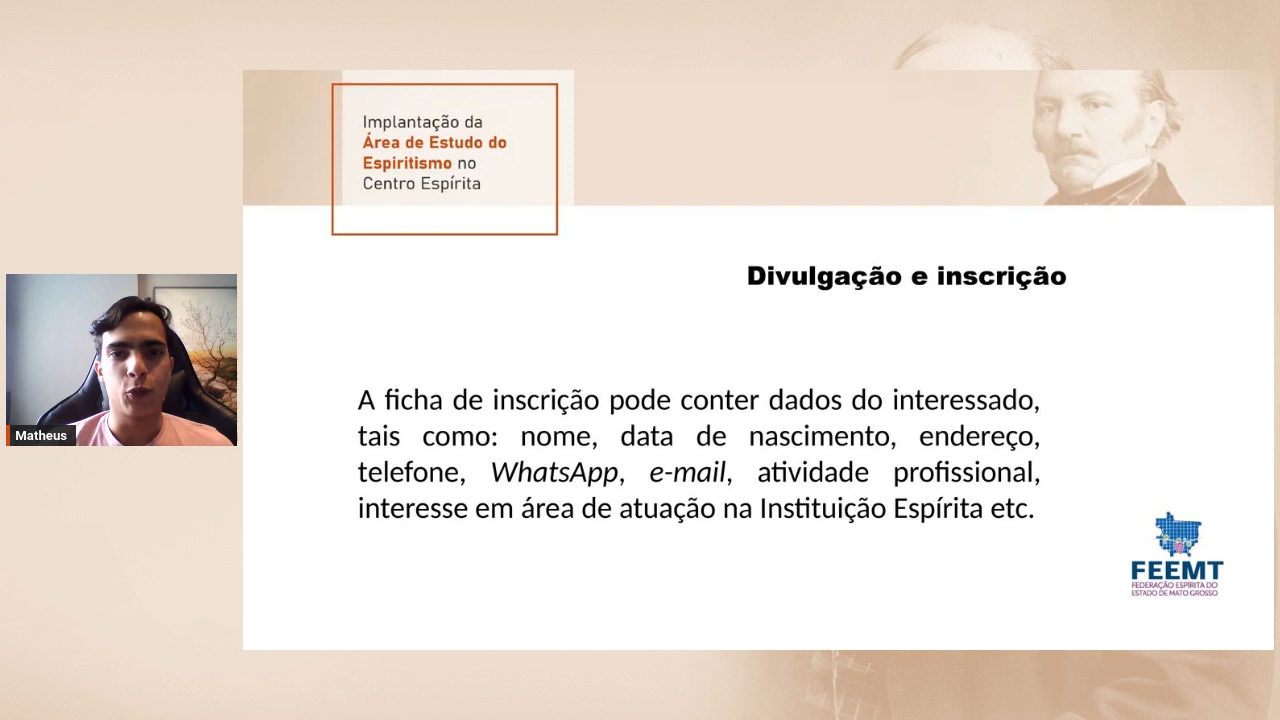 Implantação da
Área de Estudo do
Espiritismo no
Centro Espírita
Divulgação e inscrição
Matheus
A ficha de inscrição pode conter dados do interessado,
tais como: nome, data de nascimento, endereço,
telefone, WhatsApp, e-mail, atividade profissional,
interesse em área de atuação na Instituição Espírita etc.
FEEMT
FEDERAÇÃO ESPÍRITA DO
ESTADO DE MATO GROSSO